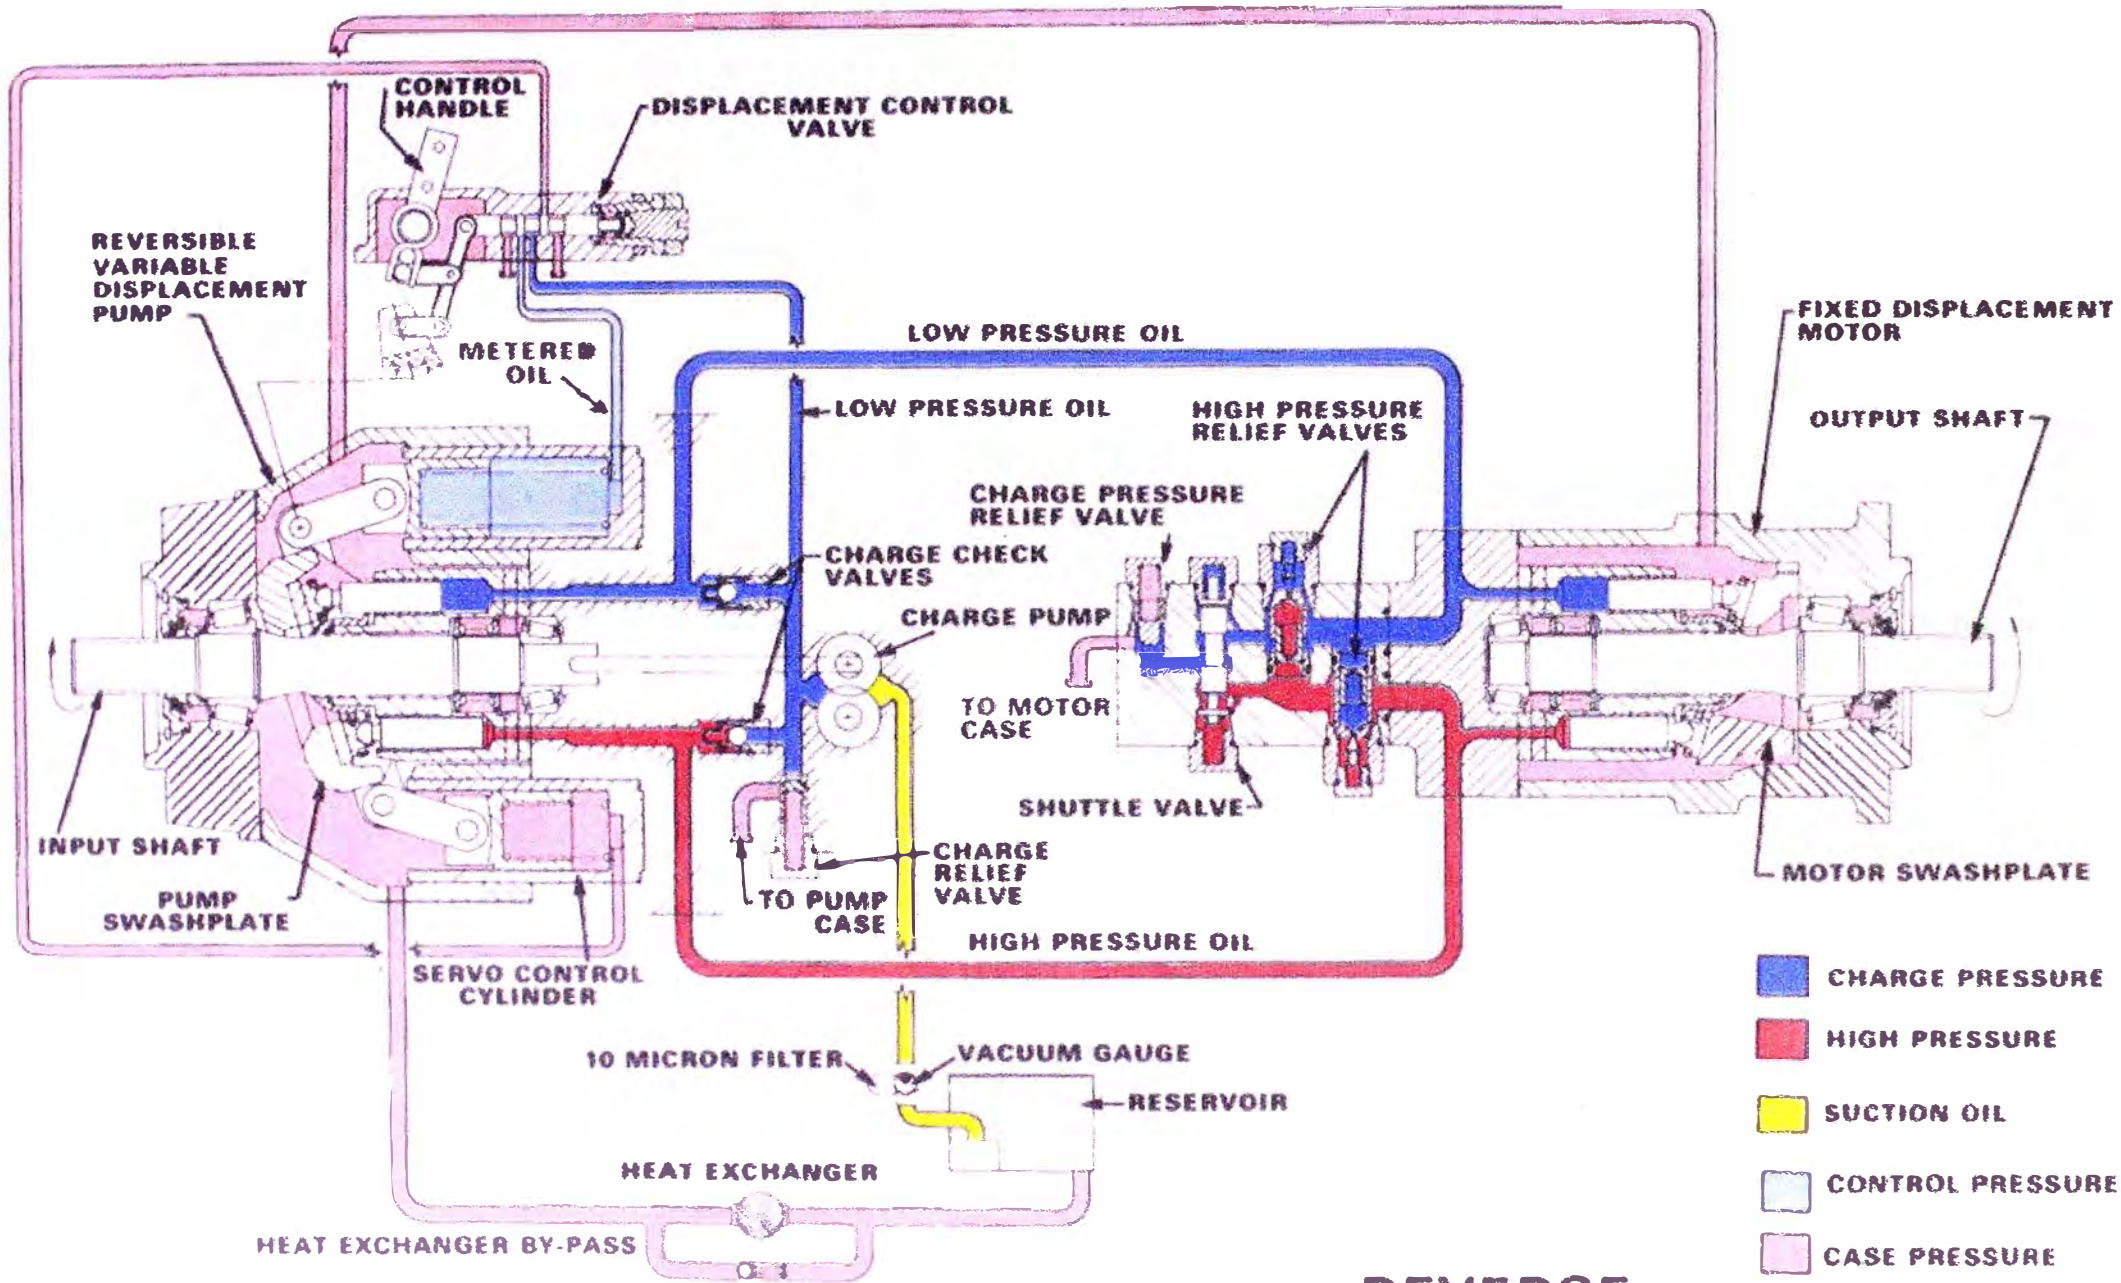 CONTROL
HANDLE
DISPLACEMENT CONTROL
VALVE
REVERSIBLE
VARIABLE
DISPLACEMENT
PUMP
METERED
OIL
LOW PRESSURE OIL
LOW PRESSURE OIL
HIGH PRESSURE
RELIEF VALVES
FIXED DISPLACEMENT
MOTOR
OUTPUT SHAFT
CHARGE PRESSURE
RELIEF VALVE
CHARGE CHECK
VALVES
CHARGE PUMP
TO MOTOR
CASE
SHUTTLE VALVE
INPUT SHAFT
PUMP
SWASHPLATE
CHARGE
RELIEF
VALVE
TO PUMP
CASE
MOTOR SWASHPLATE
HIGH PRESSURE OIL
SERVO CONTROL
CYLINDER
10 MICRON FILTER
VACUUM GAUGE
RESERVOIR
HEAT EXCHANGER
HEAT EXCHANGER BY-PASS
CHARGE PRESSURE
HIGH PRESSURE
SUCTION OIL
CONTROL PRESSURE
CASE PRESSURE
REVERSE